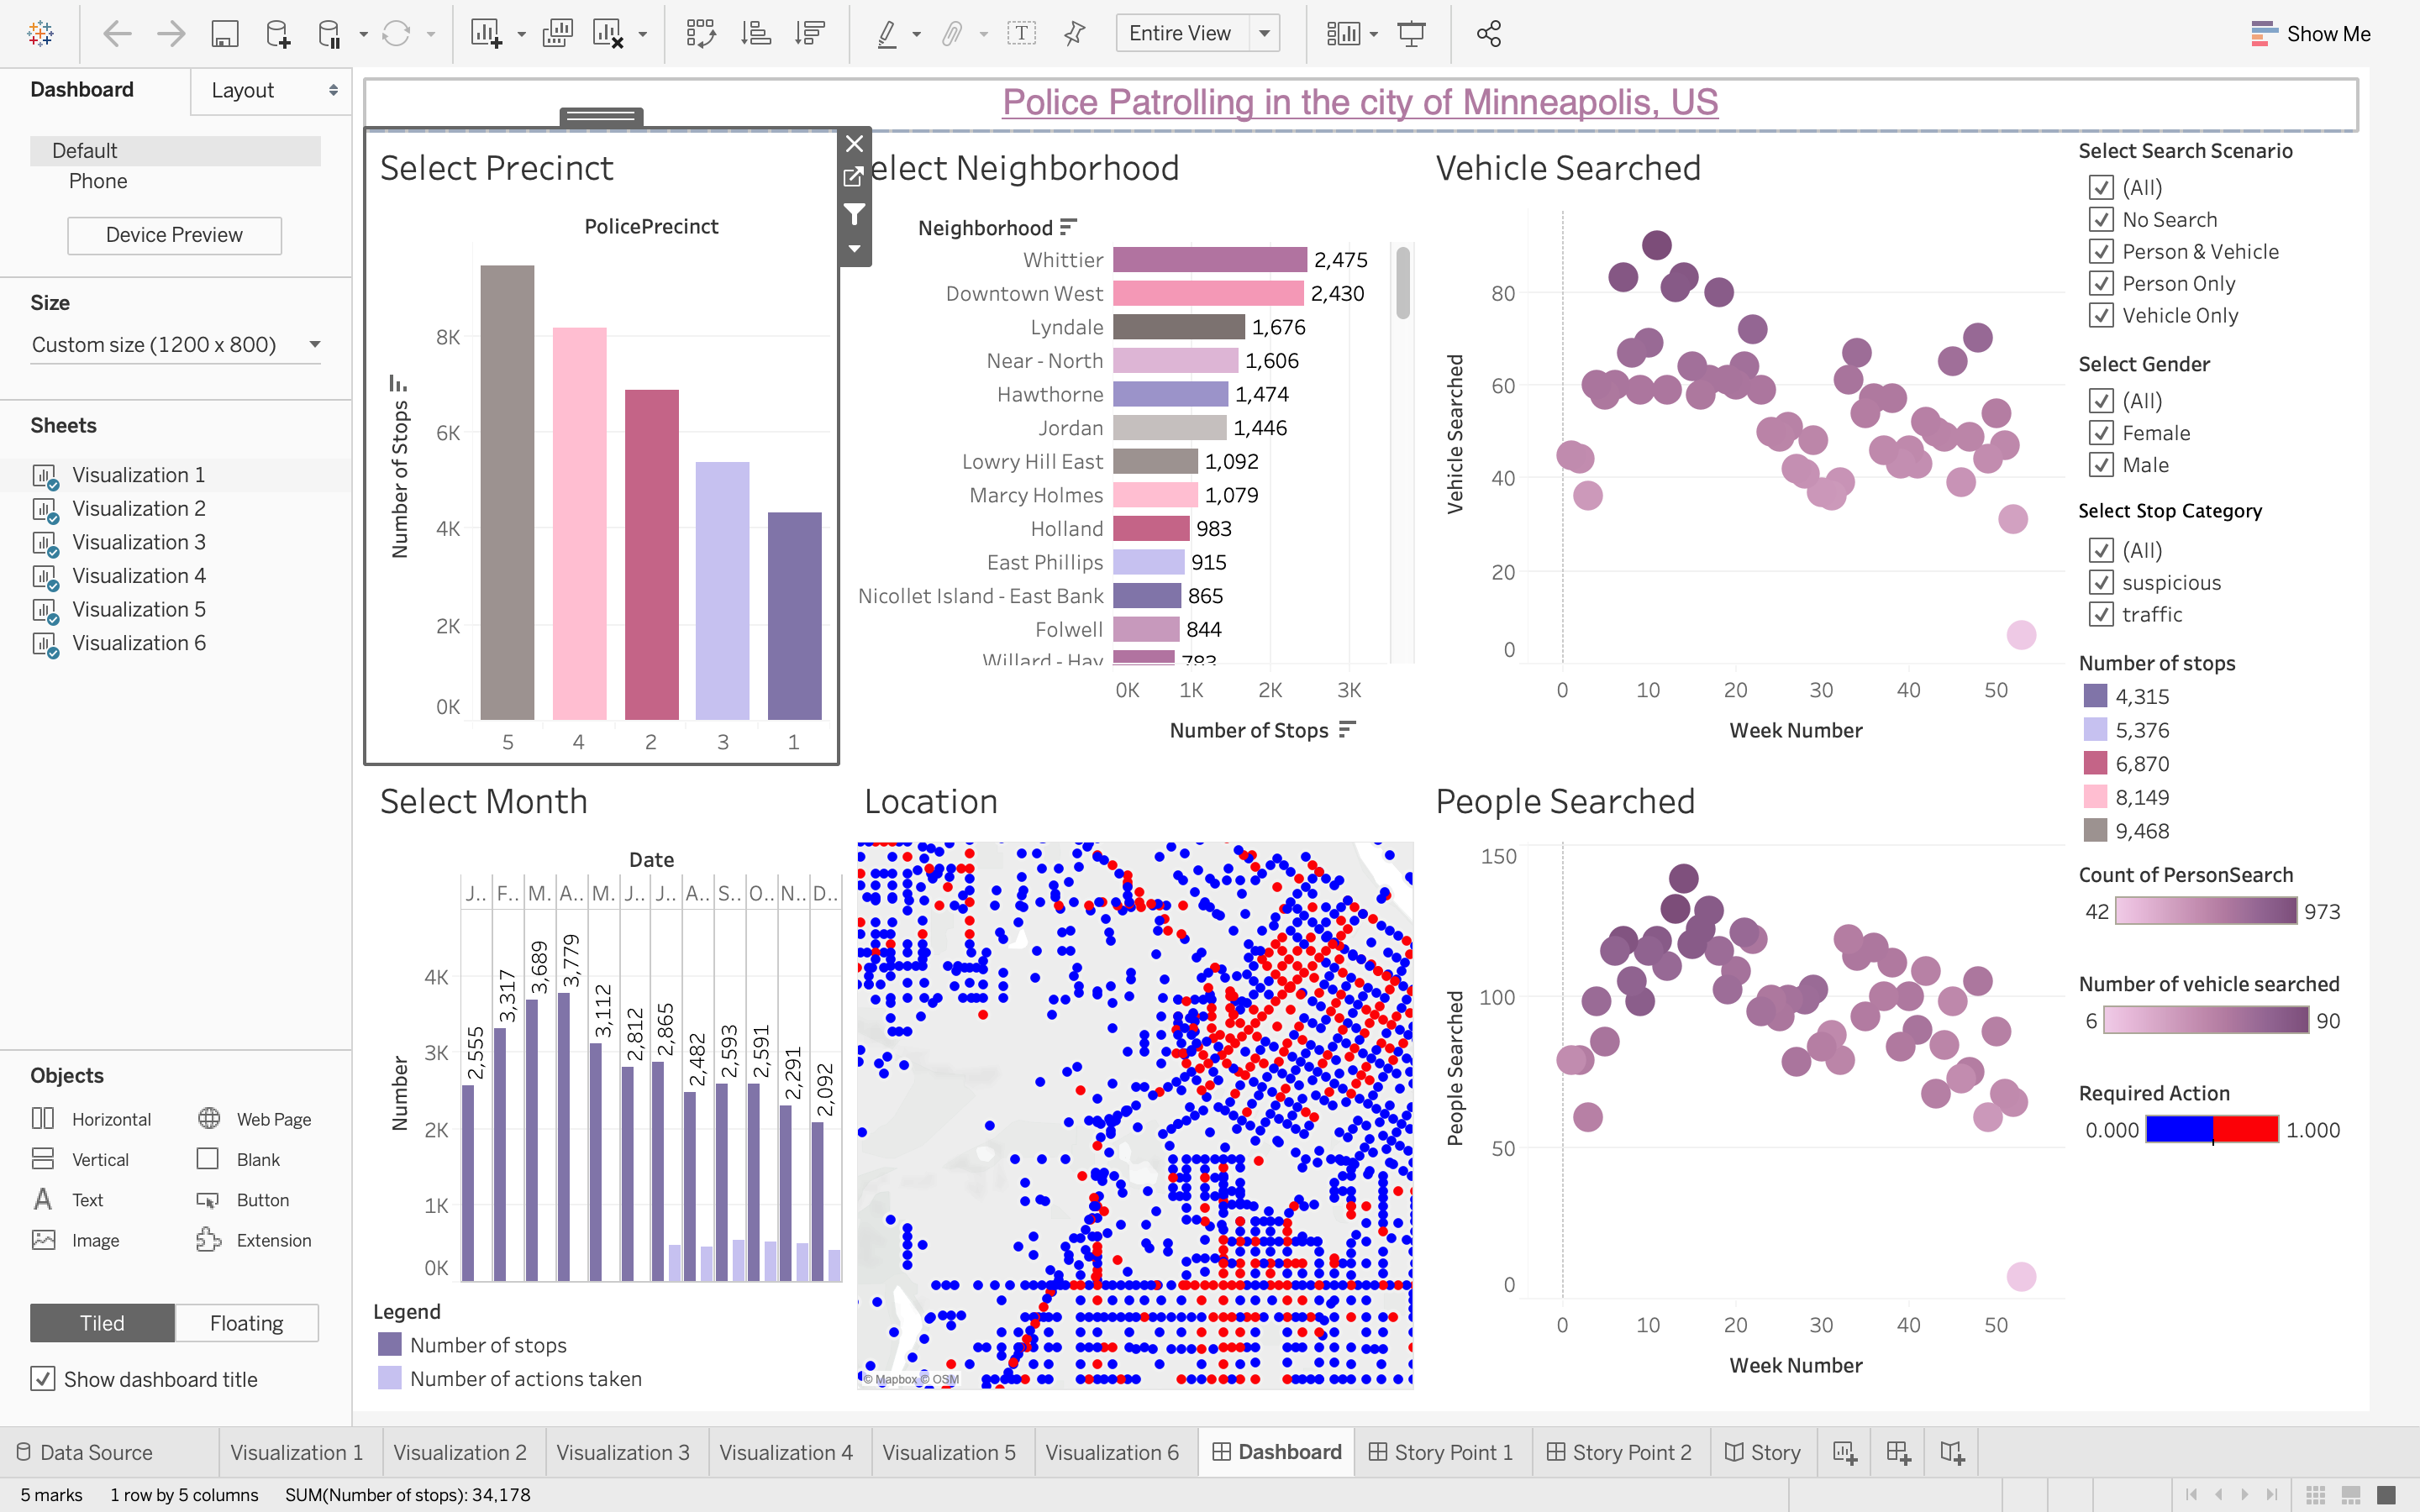 Entire View
Show Me
Dashboard
Layout
Default
Phone
Device Preview
Size
Custom size (1200 x 800)
Sheets
Visualization 1
Visualization 2
Visualization 3
Visualization 4
Visualization 5
Visualization 6
Objects
Horizontal
Web Page
Vertical
Blank
Text
Button
Image
Extension
Tiled
Floating
Show dashboard title
Police Patrolling in the city of Minneapolis, US
Select Precinct
PolicePrecinct
Number of Stops
8K
6K
4K
2K
0K
5 4 2 3 1
elect Neighborhood
Neighborhood
Whittier 2,475
Downtown West 2,430
Lyndale 1,676
Near - North 1,606
Hawthorne 1,474
Jordan 1,446
Lowry Hill East 1,092
Marcy Holmes 1,079
Holland 983
East Phillips 915
Nicollet Island - East Bank 865
Folwell 844
Willard - Hay 783
0K 1K 2K 3K
Number of Stops
Vehicle Searched
Vehicle Searched
80
60
40
20
0
0 10 20 30 40 50
Week Number
Select Search Scenario
(All)
No Search
Person & Vehicle
Person Only
Vehicle Only
Select Gender
(All)
Female
Male
Select Stop Category
(All)
suspicious
traffic
Number of stops
4,315
5,376
6,870
8,149
9,468
Count of PersonSearch
42 973
Number of vehicle searched
6 90
Required Action
0.000 1.000
Select Month
Date
J.. F.. M. A.. M. J.. J.. A.. S.. O.. N.. D..
Number
4K
3K
2K
1K
0K
2,555
3,317
3,689
3,779
3,112
2,812
2,865
2,482
2,593
2,591
2,291
2,092
Legend
Number of stops
Number of actions taken
Location
© Mapbox © OSM
People Searched
People Searched
150
100
50
0
0 10 20 30 40 50
Week Number
Data Source
Visualization 1
Visualization 2
Visualization 3
Visualization 4
Visualization 5
Visualization 6
Dashboard
Story Point 1
Story Point 2
Story
5 marks 1 row by 5 columns SUM(Number of stops): 34,178